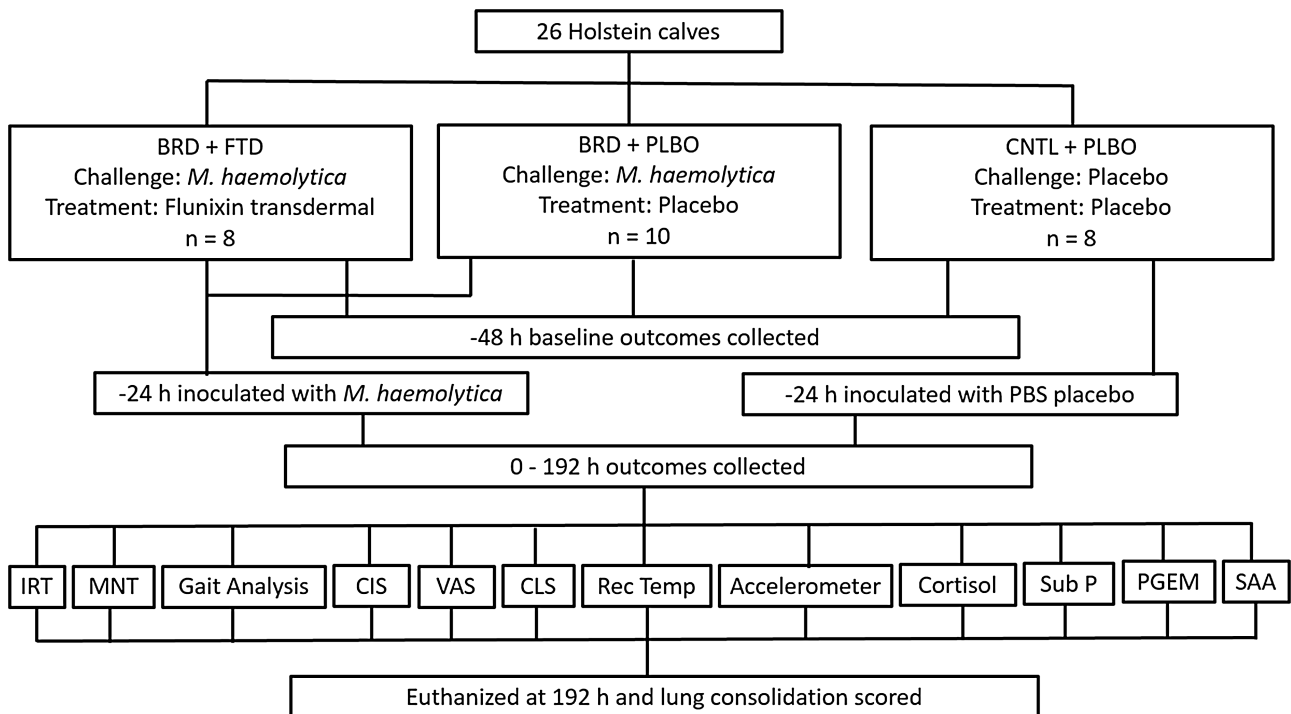 26 Holstein calves
BRD + FTD
Challenge: M. haemolytica
Treatment: Flunixin transdermal
n = 8
BRD + PLBO
Challenge: M. haemolytica
Treatment: Placebo
n = 10
CNTL + PLBO
Challenge: Placebo
Treatment: Placebo
n = 8
-48 h baseline outcomes collected
-24 h inoculated with M. haemolytica
-24 h inoculated with PBS placebo
0 - 192 h outcomes collected
IRT
MNT
Gait Analysis
CIS
VAS
CLS
Rec Temp
Accelerometer
Cortisol
Sub P
PGEM
SAA
Euthanized at 192 h and lung consolidation scored